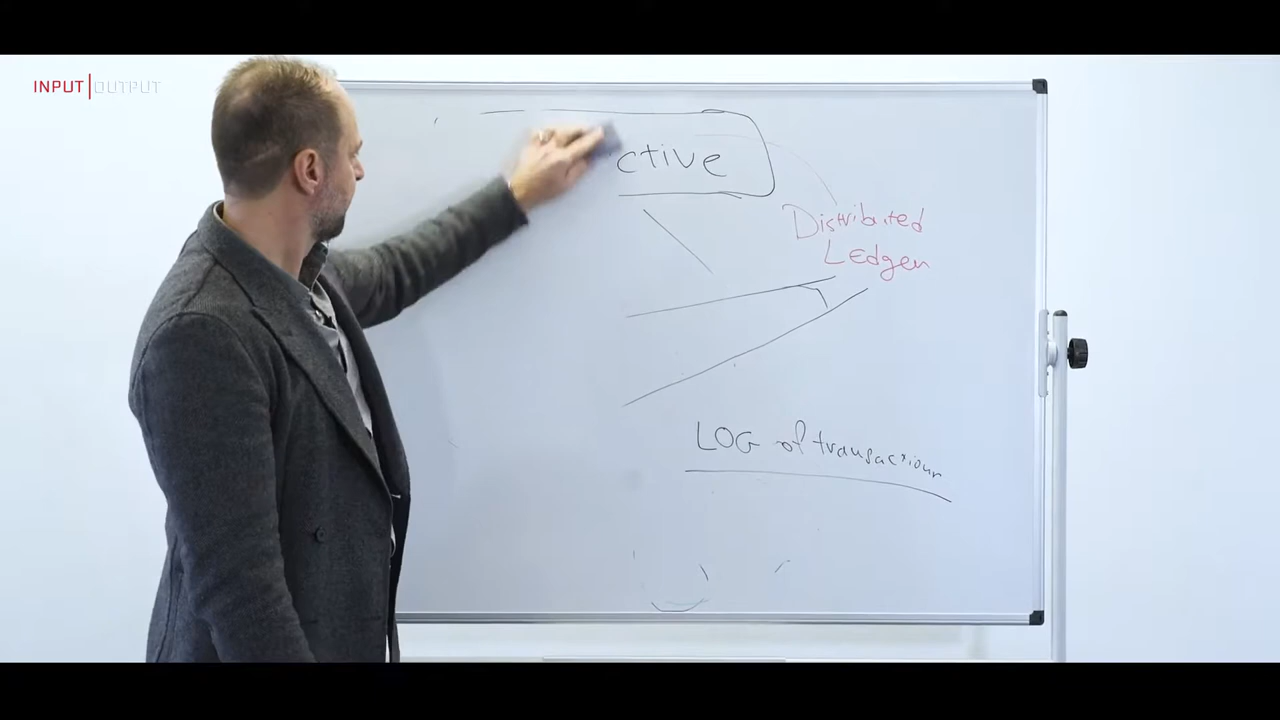 INPUT|OUTPUT
ctive
Distributed
Ledger
LOG of transactions